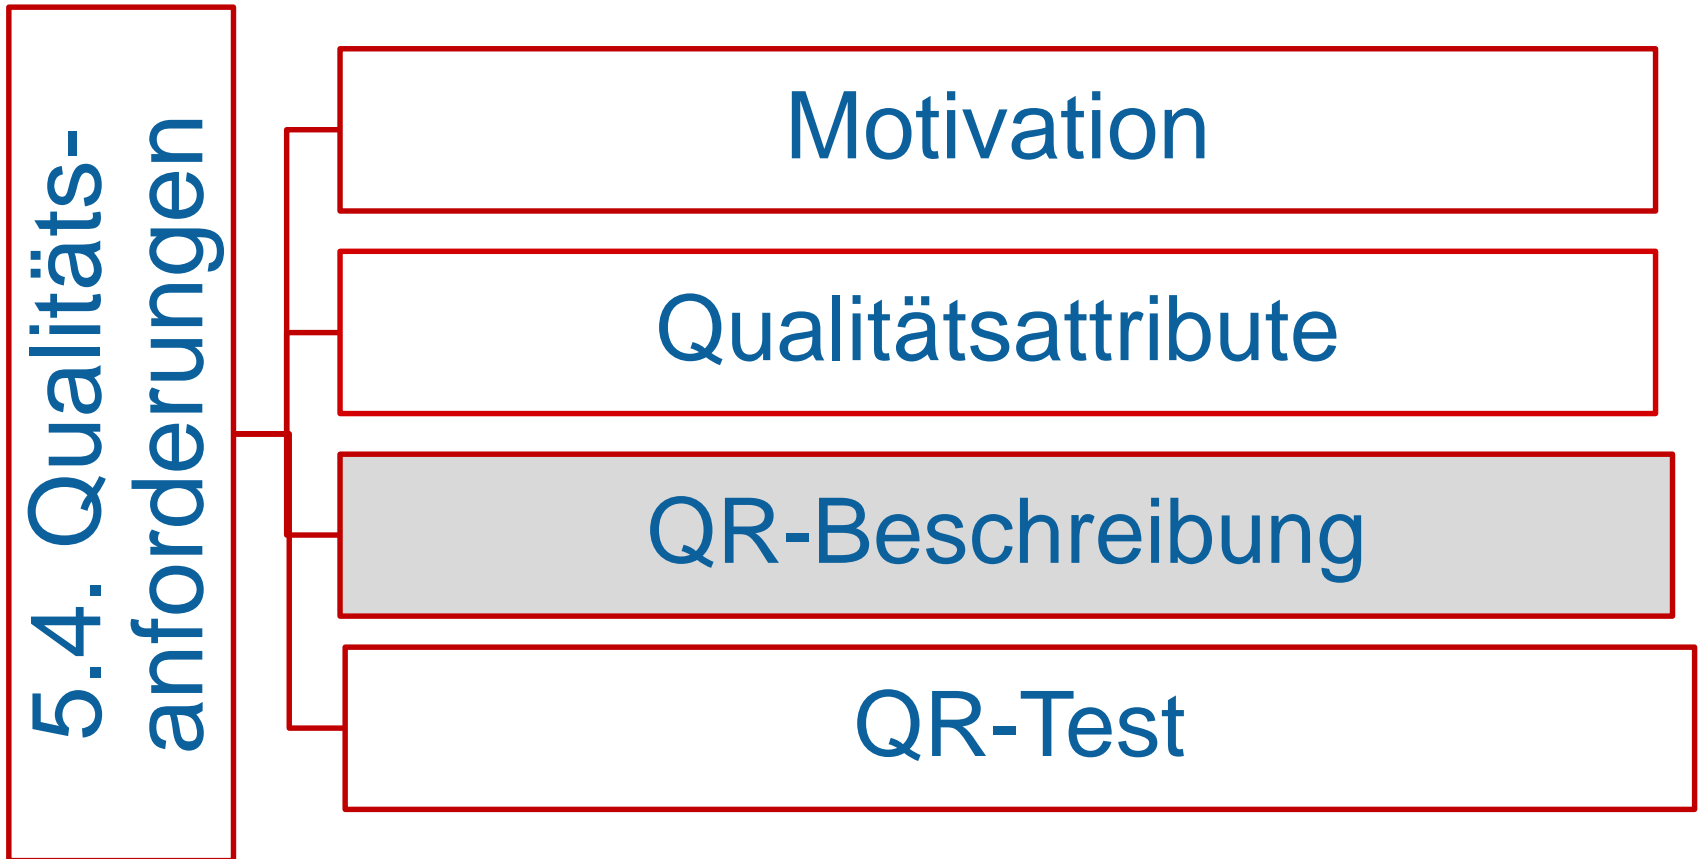 5.4. Qualitäts-
anforderungen
Motivation
Qualitätsattribute
QR-Beschreibung
QR-Test